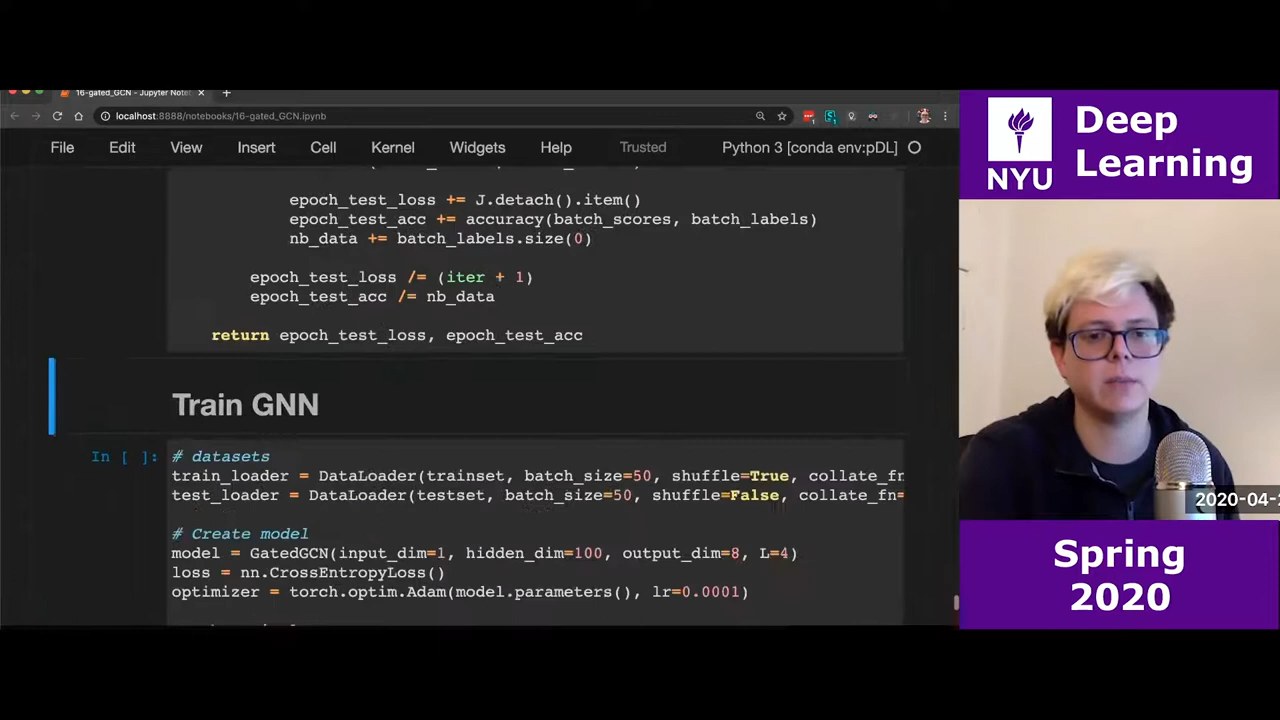 16-gated_GCN - Jupyter Note
localhost:8888/notebooks/16-gated_GCN.ipynb
File Edit View Insert Cell Kernel Widgets Help Trusted Python 3 [conda env:pDL]
epoch_test_loss += J.detach().item()
epoch_test_acc += accuracy(batch_scores, batch_labels)
nb_data += batch_labels.size(0)
epoch_test_loss /= (iter + 1)
epoch_test_acc /= nb_data
return epoch_test_loss, epoch_test_acc
Train GNN
In [ ]:
# datasets
train_loader = DataLoader(trainset, batch_size=50, shuffle=True, collate_fn
test_loader = DataLoader(testset, batch_size=50, shuffle=False, collate_fn=
# Create model
model = GatedGCN(input_dim=1, hidden_dim=100, output_dim=8, L=4)
loss = nn.CrossEntropyLoss()
optimizer = torch.optim.Adam(model.parameters(), lr=0.0001)
NYU
Deep
Learning
2020-04-2
Spring
2020